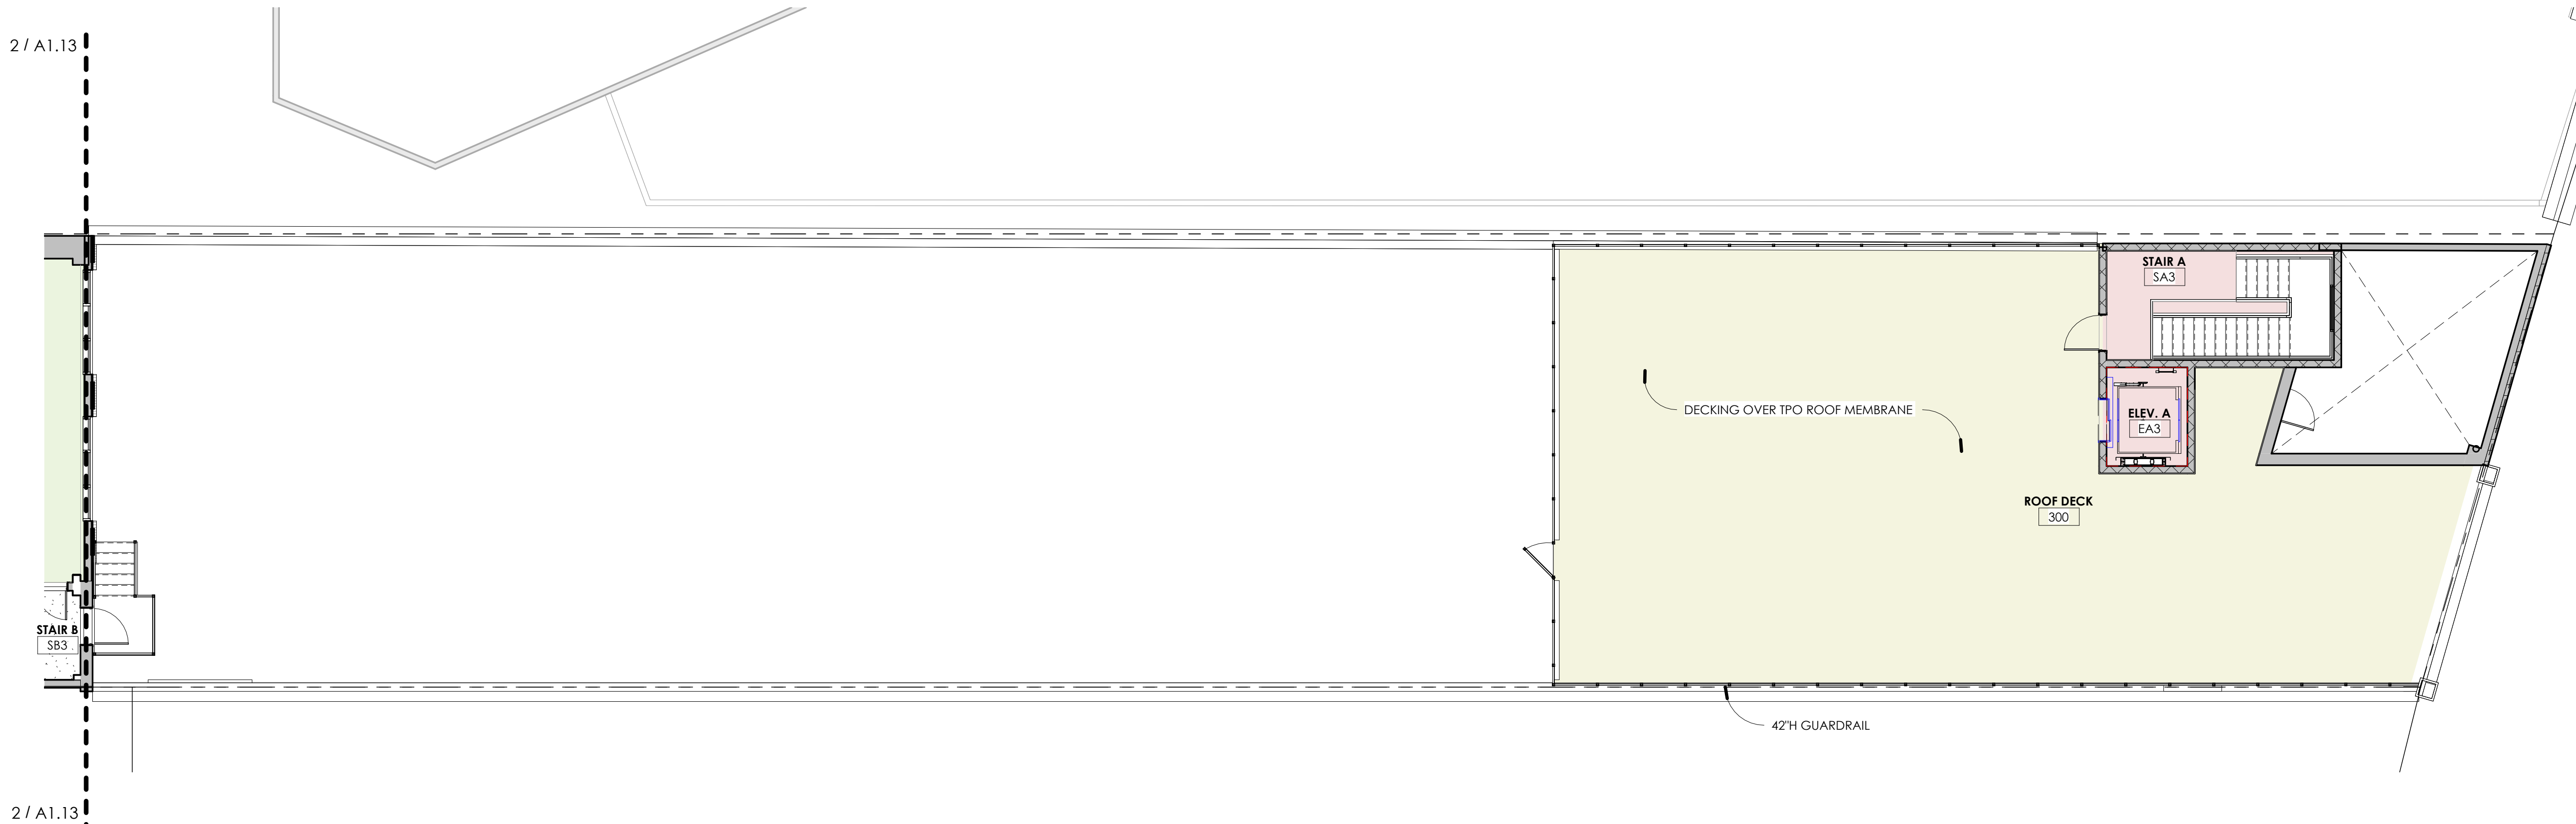 2 / A1.13
STAIR A
SA3
DECKING OVER TPO ROOF MEMBRANE
ELEV. A
EA3
ROOF DECK
300
STAIR B
SB3
42"H GUARDRAIL
2 / A1.13